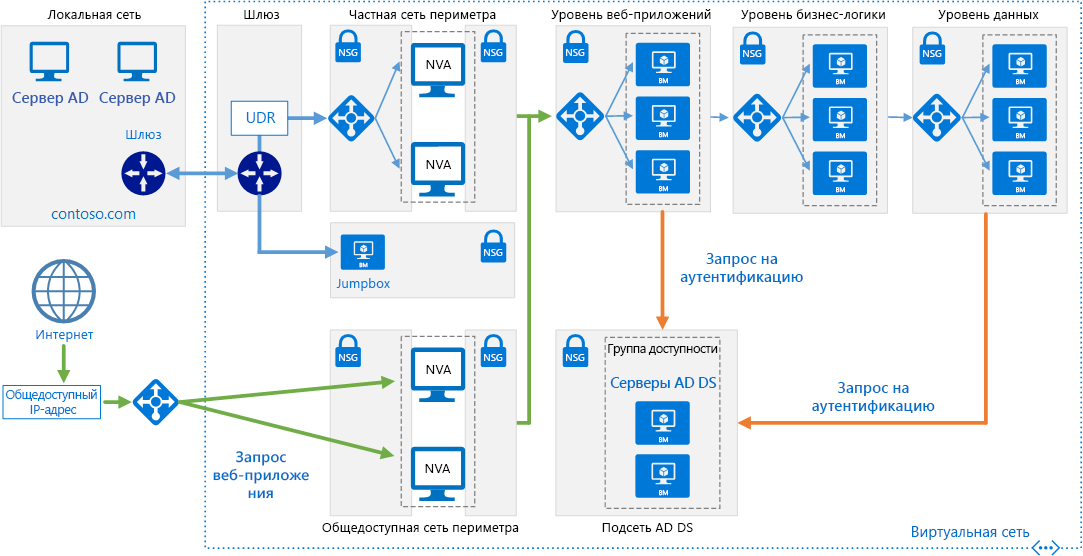 Локальная сеть
Шлюз
Частная сеть периметра
Уровень веб-приложений
Уровень бизнес-логики
Уровень данных
Сервер AD
Сервер AD
Шлюз
contoso.com
UDR
NSG
NVA
NVA
NSG
NSG
ВМ
ВМ
ВМ
NSG
ВМ
ВМ
ВМ
NSG
ВМ
ВМ
ВМ
ВМ
Jumpbox
NSG
Запрос на
аутентификацию
Интернет
Общедоступный
IP-адрес
Запрос
веб-приложе
ния
NSG
NVA
NVA
NSG
Общедоступная сеть периметра
NSG
Группа доступности
Серверы AD DS
ВМ
ВМ
Подсеть AD DS
Запрос на
аутентификацию
Виртуальная сеть